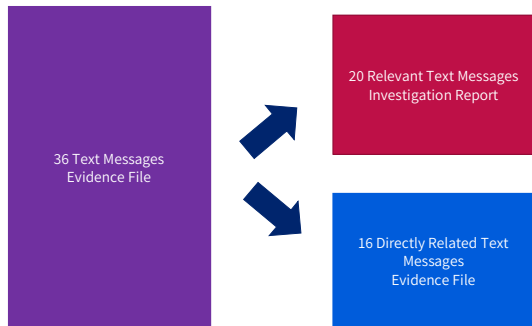 36 Text Messages
Evidence File
20 Relevant Text Messages
Investigation Report
16 Directly Related Text
Messages
Evidence File